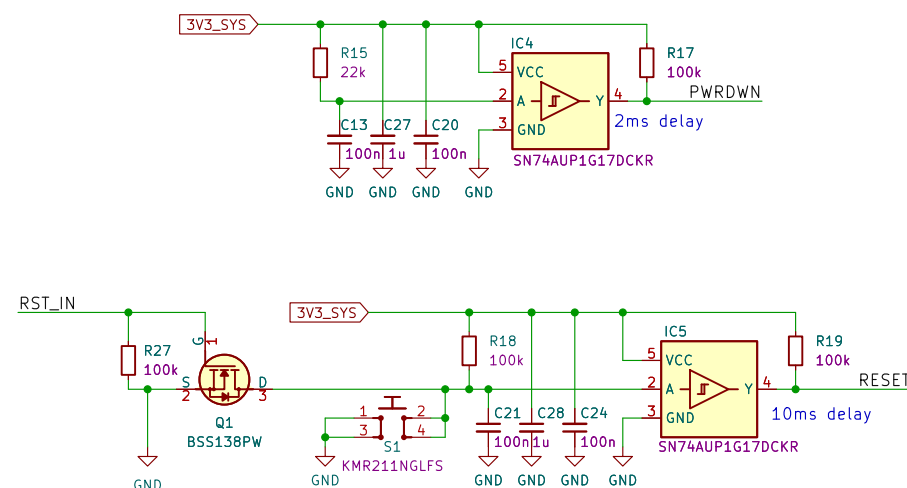 3V3_SYS
IC4
R15
22k
R17
100k
5 VCC
2 A Y 4
PWRDWN
3 GND
2ms delay
C13 C27 C20
100n 1u 100n
SN74AUP1G17DCKR
GND GND GND GND
RST_IN
3V3_SYS
G 1
IC5
R27
100k
R18
100k
R19
100k
5 VCC
S D
2 3
2 A Y 4
RESET
Q1
BSS138PW
1 2
3 4
S1
KMR211NGLFS
C21 C28 C24
100n 1u 100n
3 GND
10ms delay
SN74AUP1G17DCKR
GND GND GND GND GND GND